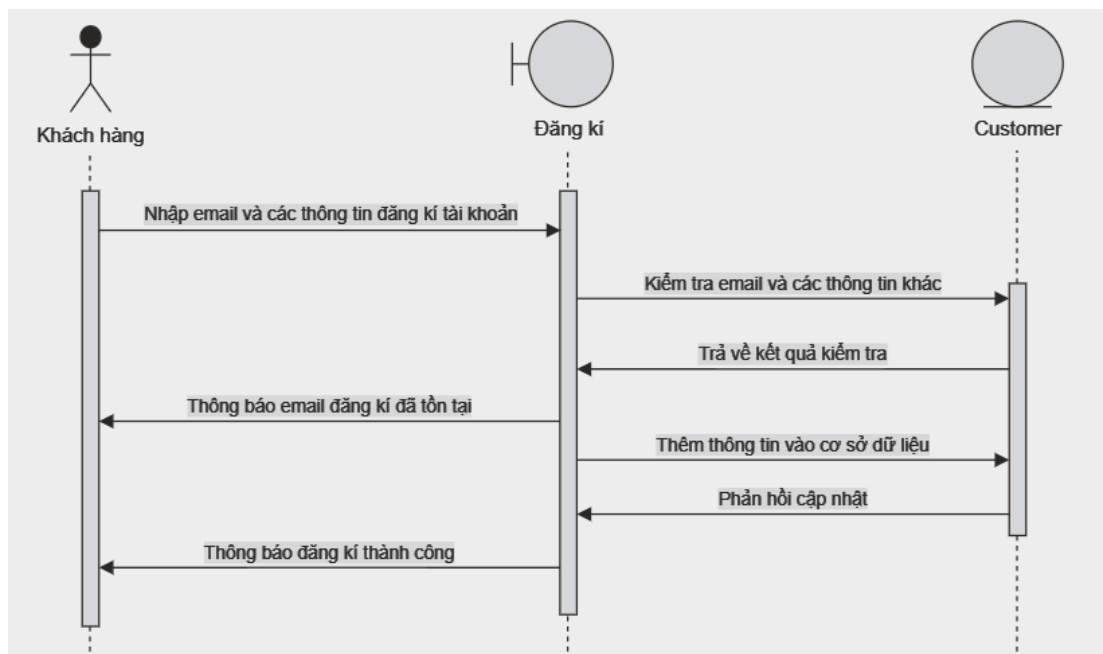 Khách hàng
Đăng kí
Customer
Nhập email và các thông tin đăng kí tài khoản
Kiểm tra email và các thông tin khác
Trả về kết quả kiểm tra
Thông báo email đăng kí đã tồn tại
Thêm thông tin vào cơ sở dữ liệu
Phản hồi cập nhật
Thông báo đăng kí thành công